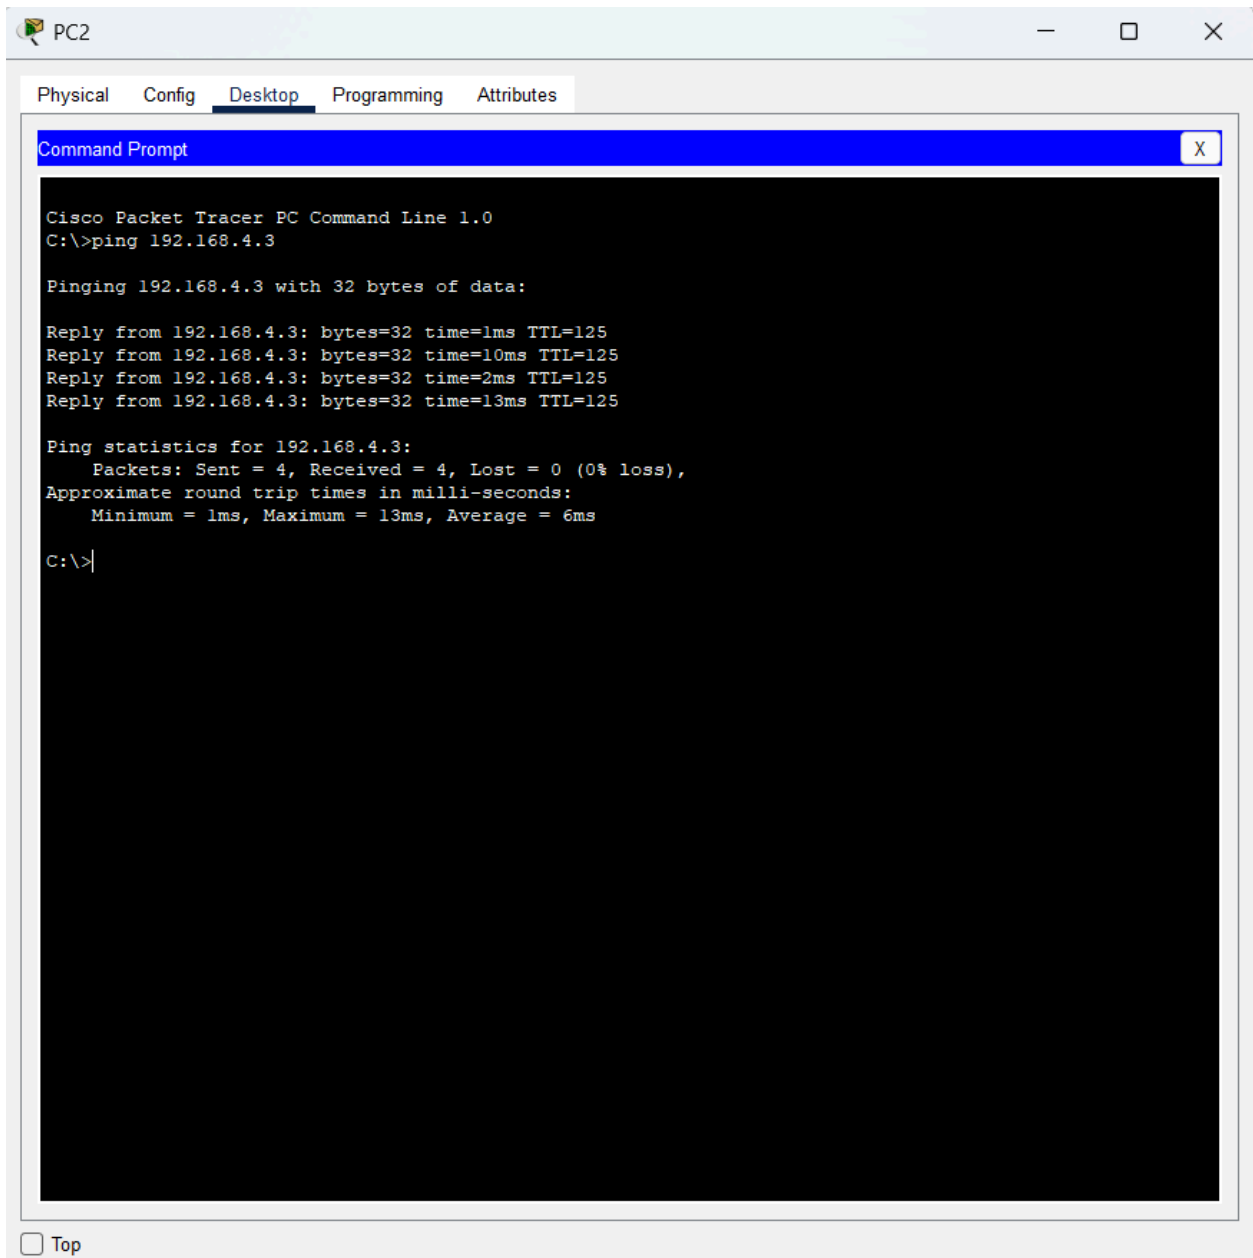 PC2
Physical Config Desktop Programming Attributes
Command Prompt
X
Cisco Packet Tracer PC Command Line 1.0
C:\>ping 192.168.4.3
Pinging 192.168.4.3 with 32 bytes of data:
Reply from 192.168.4.3: bytes=32 time=1ms TTL=125
Reply from 192.168.4.3: bytes=32 time=10ms TTL=125
Reply from 192.168.4.3: bytes=32 time=2ms TTL=125
Reply from 192.168.4.3: bytes=32 time=13ms TTL=125
Ping statistics for 192.168.4.3:
Packets: Sent = 4, Received = 4, Lost = 0 (0% loss),
Approximate round trip times in milli-seconds:
Minimum = 1ms, Maximum = 13ms, Average = 6ms
C:\>
Top